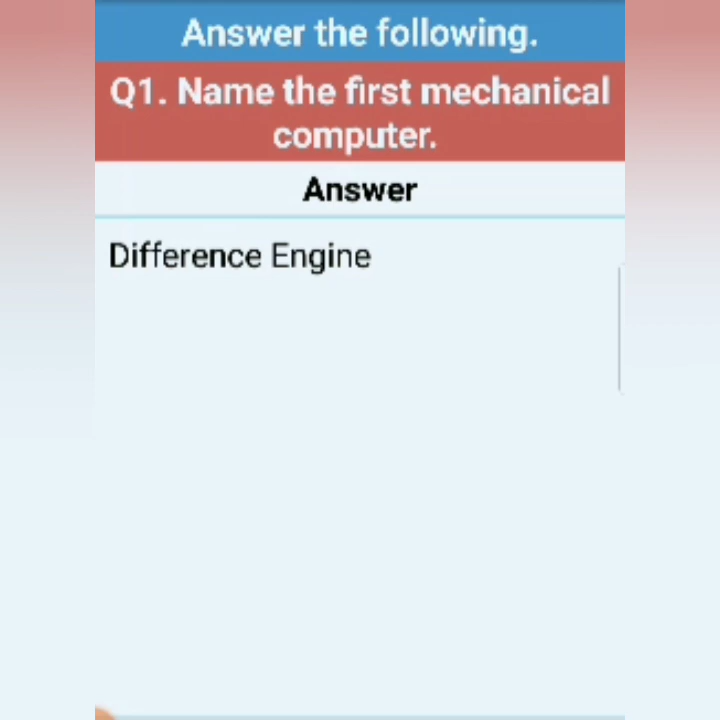 Answer the following.
Q1. Name the first mechanical
computer.
Answer
Difference Engine